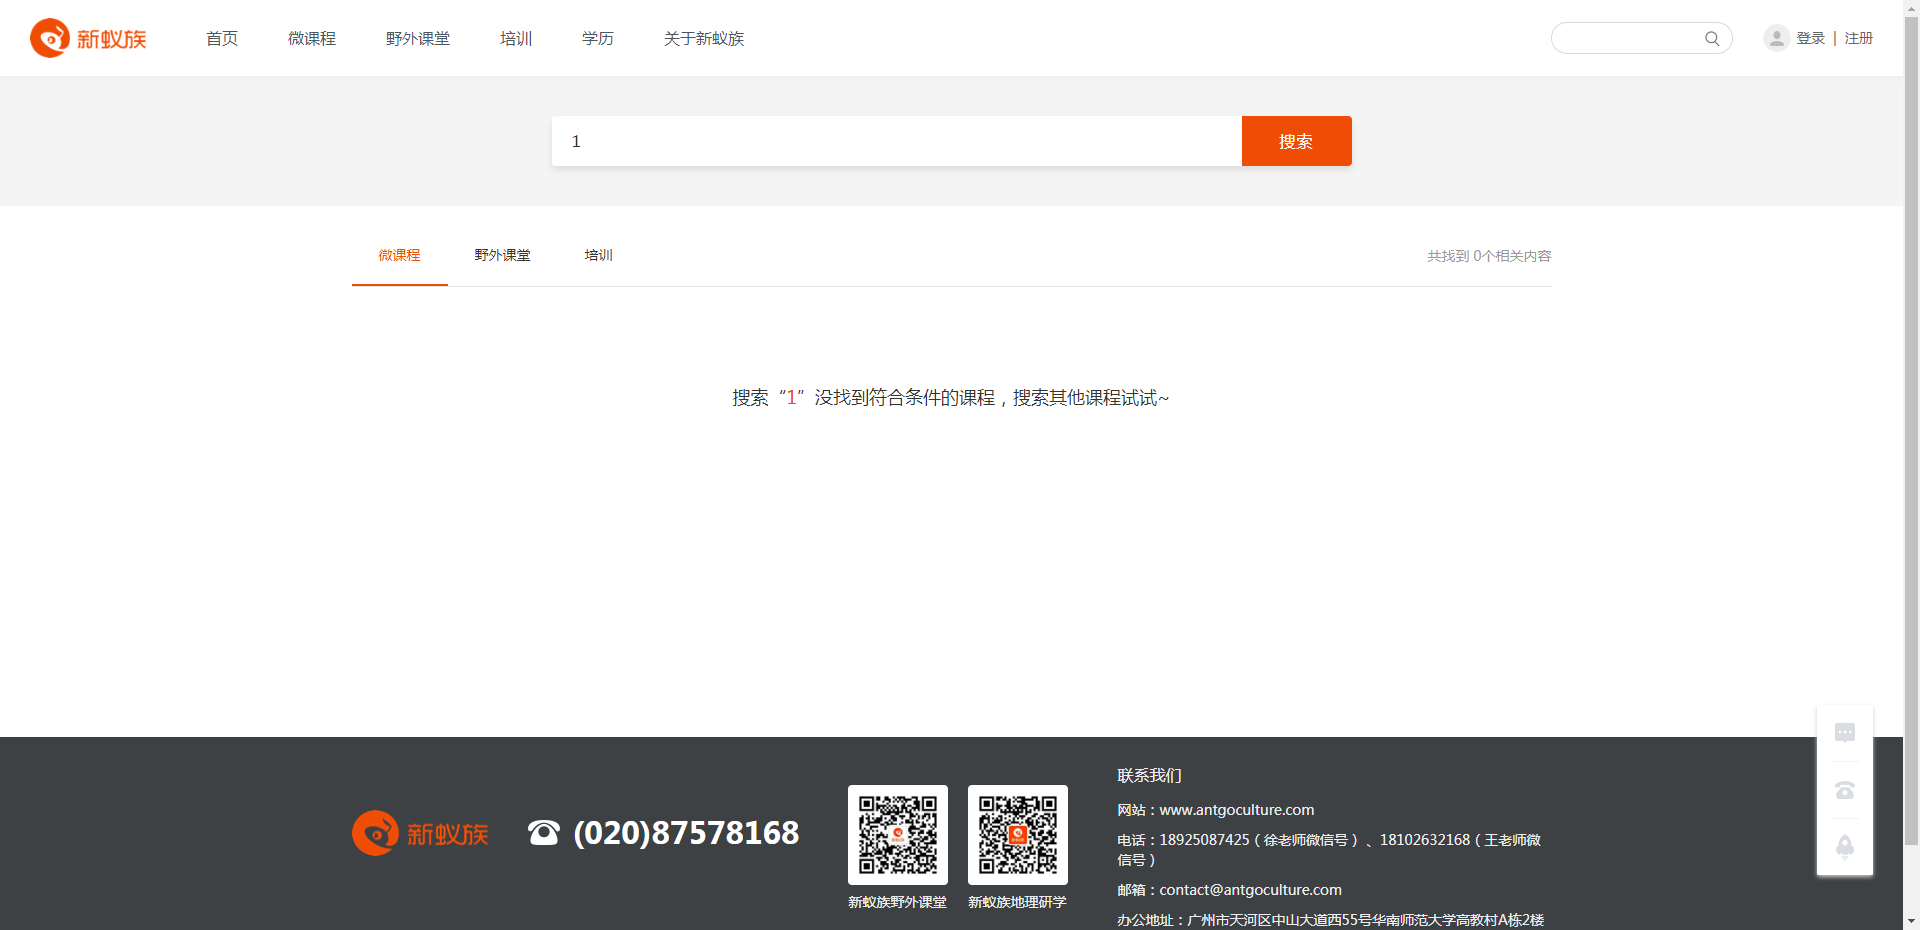 新蚁族
首页
微课程
野外课堂
培训
学历
关于新蚁族
登录 | 注册
1
搜索
微课程
野外课堂
培训
共找到 0个相关内容
搜索“1”没找到符合条件的课程，搜索其他课程试试~
新蚁族
(020)87578168
新蚁族野外课堂
新蚁族地理研学
联系我们
网站：www.antgoculture.com
电话：18925087425（徐老师微信号）、18102632168（王老师微
信号）
邮箱：contact@antgoculture.com
办公地址：广州市天河区中山大道西55号华南师范大学高教村A栋2楼